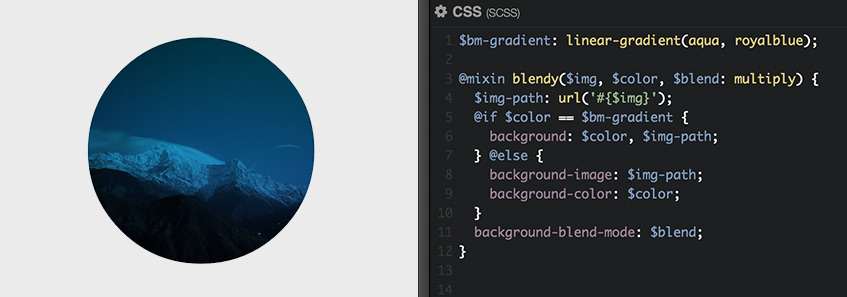 CSS (SCSS)
1 $bm-gradient: linear-gradient(aqua, royalblue);
2
3 @mixin blendy($img, $color, $blend: multiply) {
4 $img-path: url('#{$img}');
5 @if $color == $bm-gradient {
6 background: $color, $img-path;
7 } @else {
8 background-image: $img-path;
9 background-color: $color;
10 }
11 background-blend-mode: $blend;
12 }
13
14